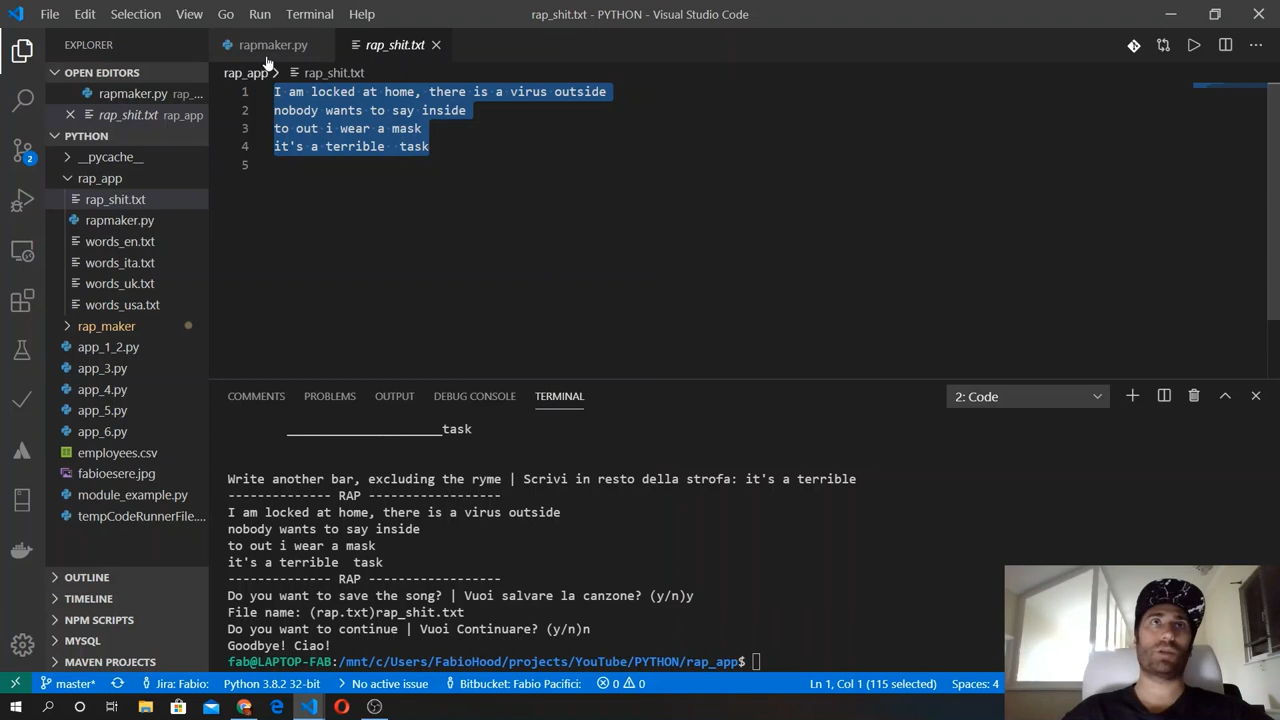 File Edit Selection View Go Run Terminal Help rap_shit.txt - PYTHON - Visual Studio Code
EXPLORER
OPEN EDITORS
rapmaker.py rap_...
rap_shit.txt rap_app
PYTHON
__pycache__
rap_app
rap_shit.txt
rapmaker.py
words_en.txt
words_ita.txt
words_uk.txt
words_usa.txt
rap_maker
app_1_2.py
app_3.py
app_4.py
app_5.py
app_6.py
employees.csv
fabioesere.jpg
module_example.py
tempCodeRunnerFile....
OUTLINE
TIMELINE
NPM SCRIPTS
MYSQL
MAVEN PROJECTS
2
rapmaker.py rap_shit.txt
rap_app > rap_shit.txt
1 I am locked at home, there is a virus outside
2 nobody wants to say inside
3 to out i wear a mask
4 it's a terrible  task
5
COMMENTS PROBLEMS OUTPUT DEBUG CONSOLE TERMINAL 2: Code
______________________task
Write another bar, excluding the ryme | Scrivi in resto della strofa: it's a terrible
-------------- RAP ------------------
I am locked at home, there is a virus outside
nobody wants to say inside
to out i wear a mask
it's a terrible  task
-------------- RAP ------------------
Do you want to save the song? | Vuoi salvare la canzone? (y/n)y
File name: (rap.txt)rap_shit.txt
Do you want to continue | Vuoi Continuare? (y/n)n
Goodbye! Ciao!
fab@LAPTOP-FAB:/mnt/c/Users/FabioHood/projects/YouTube/PYTHON/rap_app$
master* Jira: Fabio: Python 3.8.2 32-bit No active issue Bitbucket: Fabio Pacifici: 0 0 Ln 1, Col 1 (115 selected) Spaces: 4